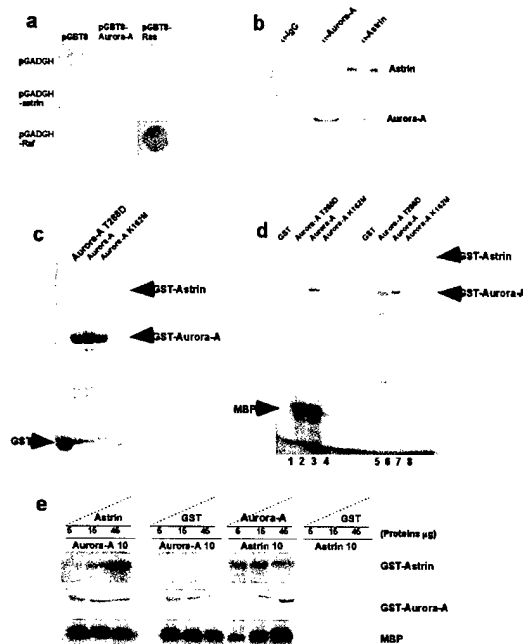 a
pGBT8
pGBT8-
Aurora-A
pGBT8-
Ras
pGADGH
pGADGH
-astrin
pGADGH
-Raf
b
α-IgG
α-Aurora-A
α-Astrin
Astrin
Aurora-A
c
Aurora-A T288D
Aurora-A
Aurora-A K162M
GST-Astrin
GST-Aurora-A
GST
d
GST
Aurora-A T288D
Aurora-A
Aurora-A K162M
GST
Aurora-A T288D
Aurora-A
Aurora-A K162M
GST-Astrin
GST-Aurora-A
MBP
1 2 3 4 5 6 7 8
e
Astrin GST Aurora-A GST
5 15 45 5 15 45 5 15 45 5 15 45 (Proteins µg)
Aurora-A 10 Aurora-A 10 Astrin 10 Astrin 10
GST-Astrin
GST-Aurora-A
MBP